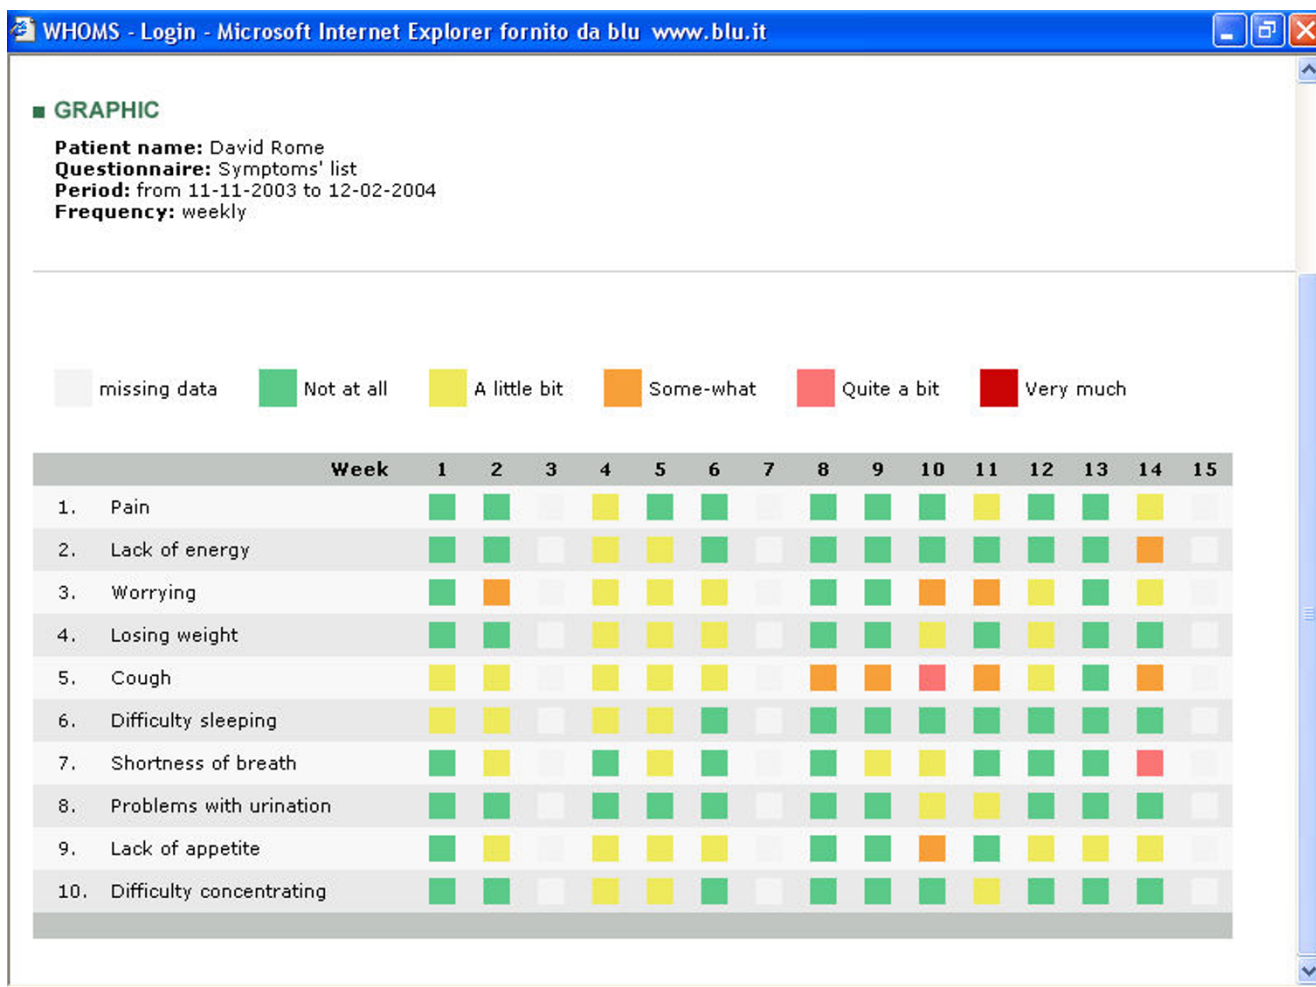 WHOMS - Login - Microsoft Internet Explorer fornito da blu www.blu.it
GRAPHIC
Patient name: David Rome
Questionnaire: Symptoms' list
Period: from 11-11-2003 to 12-02-2004
Frequency: weekly
missing data Not at all A little bit Some-what Quite a bit Very much
Week 1 2 3 4 5 6 7 8 9 10 11 12 13 14 15
1. Pain
2. Lack of energy
3. Worrying
4. Losing weight
5. Cough
6. Difficulty sleeping
7. Shortness of breath
8. Problems with urination
9. Lack of appetite
10. Difficulty concentrating